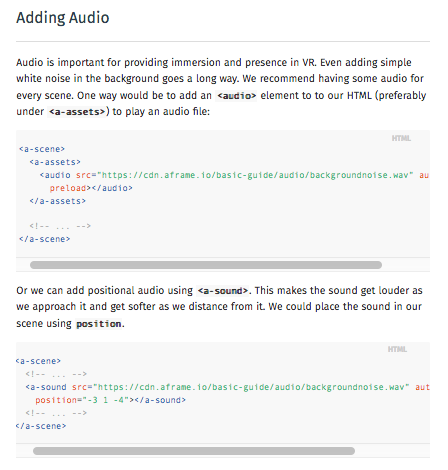 Adding Audio
Audio is important for providing immersion and presence in VR. Even adding simple
white noise in the background goes a long way. We recommend having some audio for
every scene. One way would be to add an <audio> element to to our HTML (preferably
under <a-assets>) to play an audio file:
HTML
<a-scene>
<a-assets>
<audio src="https://cdn.aframe.io/basic-guide/audio/backgroundnoise.wav" au
preload></audio>
</a-assets>
<!-- ... -->
</a-scene>
Or we can add positional audio using <a-sound>. This makes the sound get louder as
we approach it and get softer as we distance from it. We could place the sound in our
scene using position.
HTML
<a-scene>
<!-- ... -->
<a-sound src="https://cdn.aframe.io/basic-guide/audio/backgroundnoise.wav" aut
position="-3 1 -4"></a-sound>
<!-- ... -->
</a-scene>